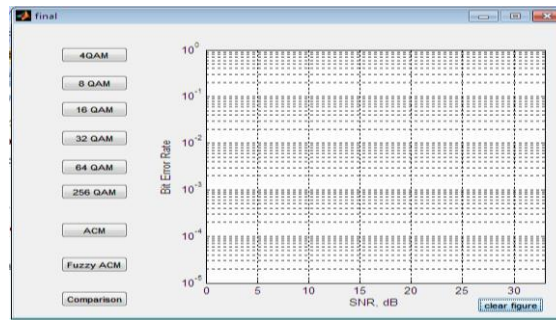 final
4QAM
8 QAM
16 QAM
32 QAM
64 QAM
256 QAM
ACM
Fuzzy ACM
Comparison
Bit Error Rate
10^0
10^-1
10^-2
10^-3
10^-4
10^-5
0 5 10 15 20 25 30
SNR, dB
clear figure